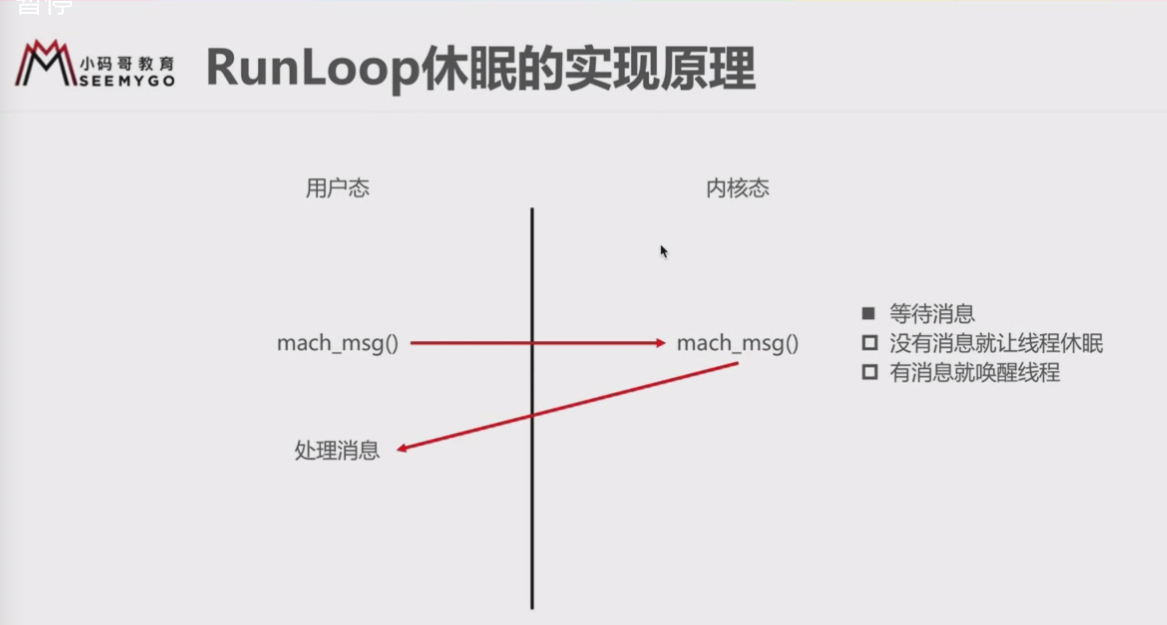 暂停
小码哥教育
SEEMYGO
RunLoop休眠的实现原理
用户态
内核态
mach_msg()
mach_msg()
等待消息
没有消息就让线程休眠
有消息就唤醒线程
处理消息